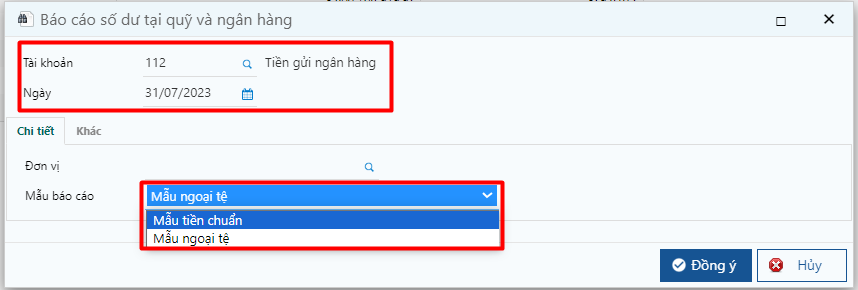 Báo cáo số dư tại quỹ và ngân hàng
Tài khoản 112 Tiền gửi ngân hàng
Ngày 31/07/2023
Chi tiết Khác
Đơn vị
Mẫu báo cáo Mẫu ngoại tệ
Mẫu tiền chuẩn
Mẫu ngoại tệ
Đồng ý Hủy